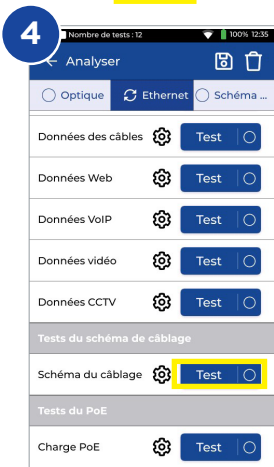 4
Nombre de tests : 12 100% 12:35
← Analyser
Optique Ethernet Schéma ...
Données des câbles Test
Données Web Test
Données VoIP Test
Données vidéo Test
Données CCTV Test
Tests du schéma de câblage
Schéma du câblage Test
Tests du PoE
Charge PoE Test